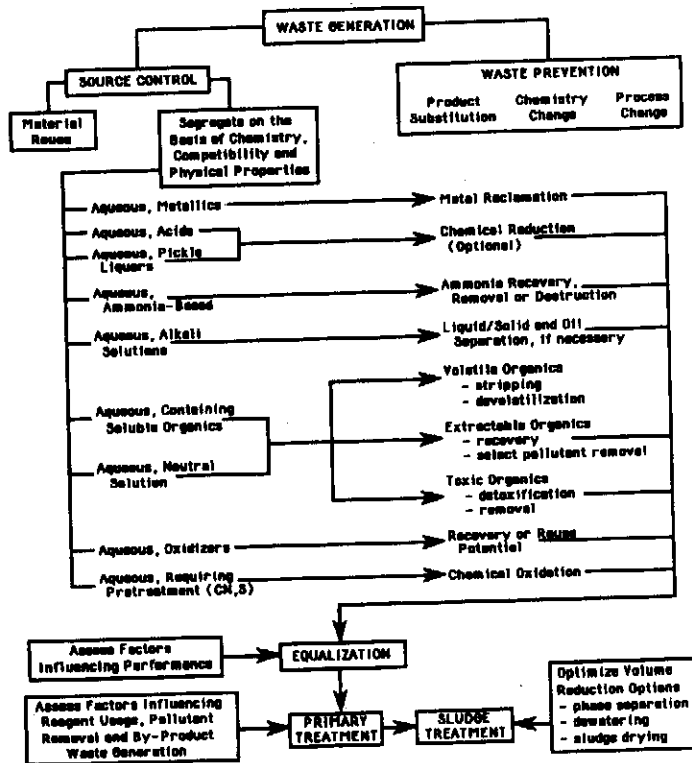 WASTE GENERATION
SOURCE CONTROL
WASTE PREVENTION
Product
Substitution
Chemistry
Change
Process
Change
Material
Reuse
Segregate on the
Basis of Chemistry,
Compatibility and
Physical Properties
Aqueous, Metallics
Metal Reclamation
Aqueous, Acids
Aqueous, Pickle
Liquers
Chemical Reduction
(Optional)
Aqueous,
Ammonia-Based
Ammonia Recovery,
Removal or Destruction
Aqueous, Alkali
Solutions
Liquid/Solid and Oil
Separation, if necessary
Volatile Organics
- stripping
- devolatilization
Aqueous, Containing
Soluble Organics
Extractable Organics
- recovery
- select pollutant removal
Aqueous, Neutral
Solution
Toxic Organics
- detoxification
- removal
Aqueous, Oxidizers
Recovery or Reuse
Potential
Aqueous, Requiring
Pretreatment (CN,S)
Chemical Oxidation
Assess Factors
Influencing Performance
EQUALIZATION
Optimize Volume
Reduction Options
- phase separation
- dewatering
- sludge drying
Assess Factors Influencing
Reagent Usage, Pollutant
Removal and By-Product
Waste Generation
PRIMARY
TREATMENT
SLUDGE
TREATMENT